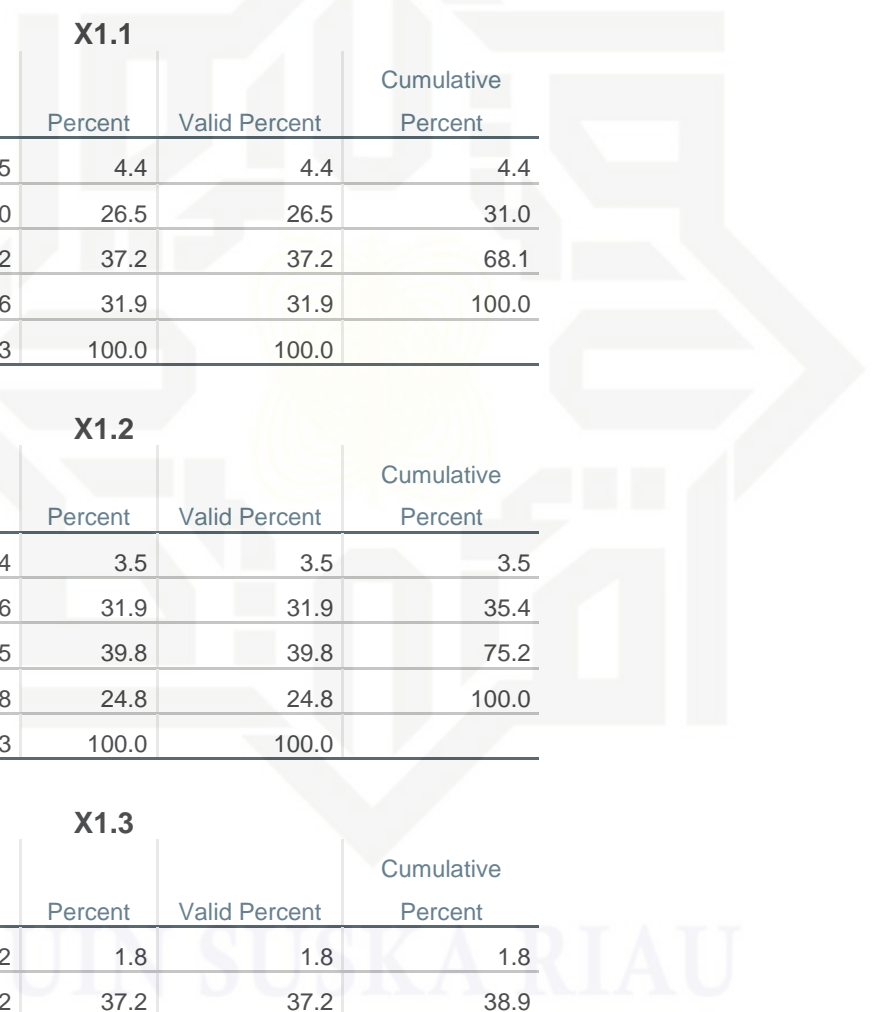 X1.1
Cumulative
Percent Valid Percent Percent
5 4.4 4.4 4.4
0 26.5 26.5 31.0
2 37.2 37.2 68.1
6 31.9 31.9 100.0
3 100.0 100.0
X1.2
Cumulative
Percent Valid Percent Percent
4 3.5 3.5 3.5
6 31.9 31.9 35.4
5 39.8 39.8 75.2
8 24.8 24.8 100.0
3 100.0 100.0
X1.3
Cumulative
Percent Valid Percent Percent
2 1.8 1.8 1.8
2 37.2 37.2 38.9
UIN SUSKA RIAU